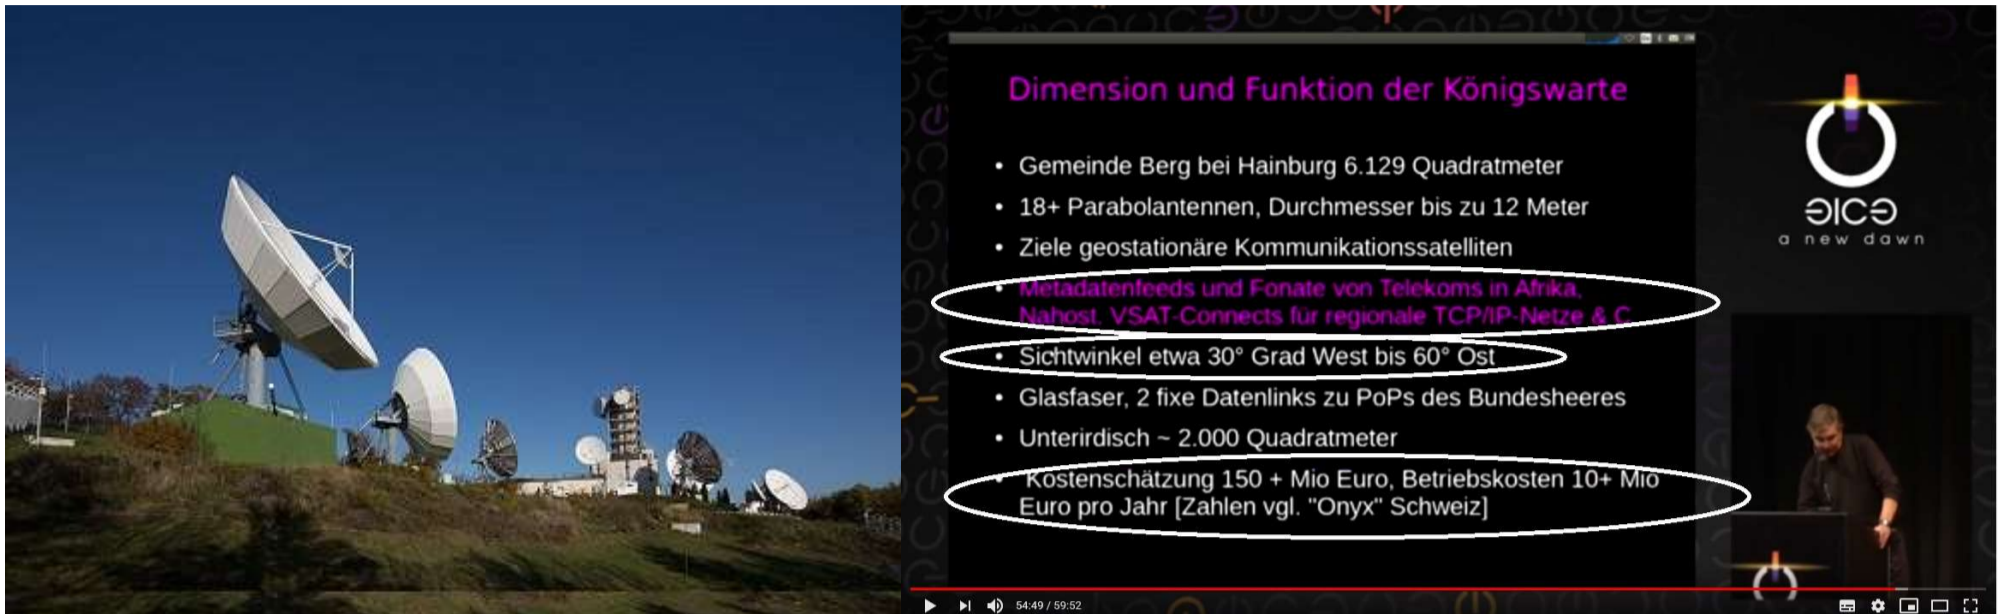 Dimension und Funktion der Königswarte
• Gemeinde Berg bei Hainburg 6.129 Quadratmeter
• 18+ Parabolantennen, Durchmesser bis zu 12 Meter
• Ziele geostationäre Kommunikationssatelliten
• Metadatenfeeds und Fonate von Telekoms in Afrika,
Nahost. VSAT-Connects für regionale TCP/IP-Netze & C
• Sichtwinkel etwa 30° Grad West bis 60° Ost
• Glasfaser, 2 fixe Datenlinks zu PoPs des Bundesheeres
• Unterirdisch ~ 2.000 Quadratmeter
• Kostenschätzung 150 + Mio Euro, Betriebskosten 10+ Mio
Euro pro Jahr [Zahlen vgl. "Onyx" Schweiz]
a new dawn
54:49 / 59:52